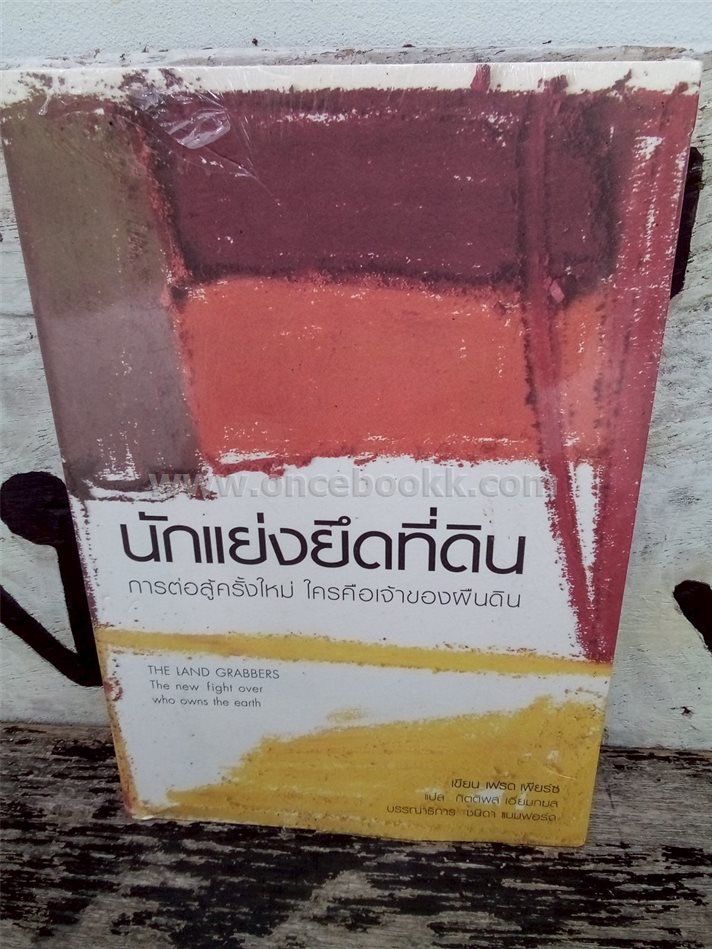 www.oncebookk.com
นักแย่งยึดที่ดิน
การต่อสู้ครั้งใหม่ ใครคือเจ้าของผืนดิน
THE LAND GRABBERS
The new fight over
who owns the earth
เขียน เฟรด เพียร์ซ
แปล กิตติพล เอี่ยมกมล
บรรณาธิการ ชนิดา แบมฟอร์ด